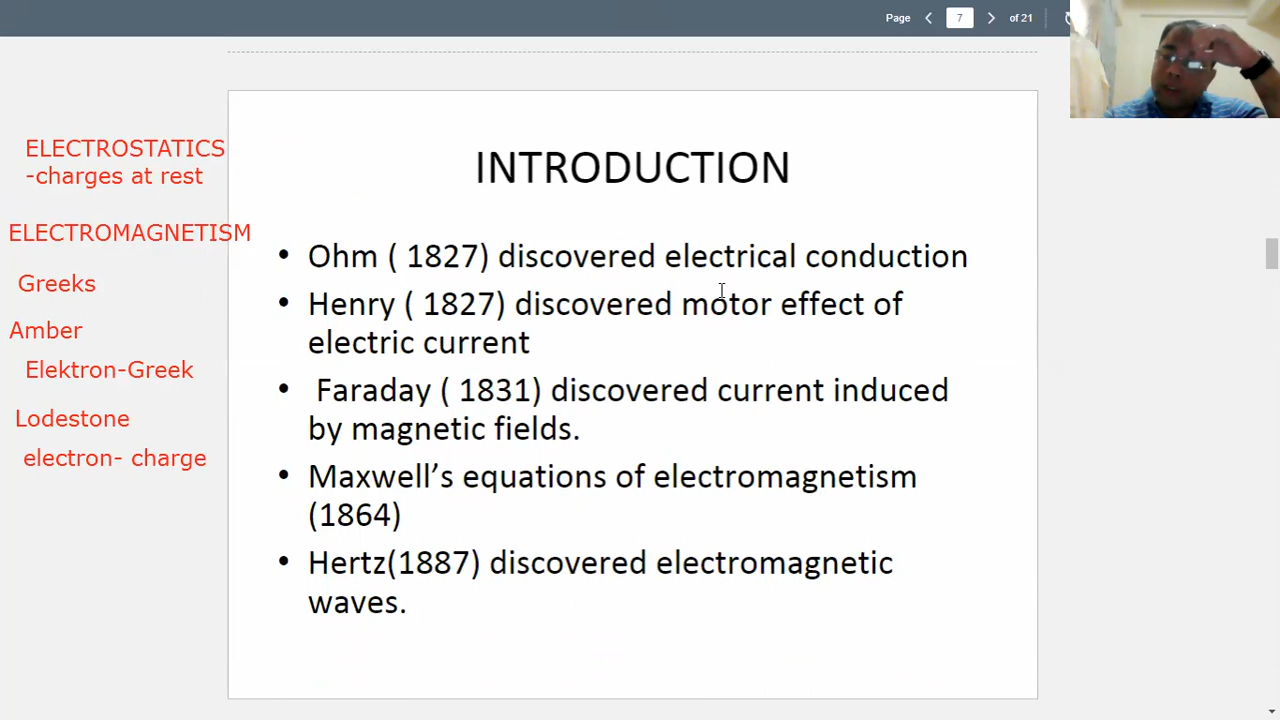 Page 7 of 21
ELECTROSTATICS
-charges at rest
ELECTROMAGNETISM
Greeks
Amber
Elektron-Greek
Lodestone
electron- charge
INTRODUCTION
• Ohm ( 1827) discovered electrical conduction
• Henry ( 1827) discovered motor effect of
electric current
• Faraday ( 1831) discovered current induced
by magnetic fields.
• Maxwell’s equations of electromagnetism
(1864)
• Hertz(1887) discovered electromagnetic
waves.